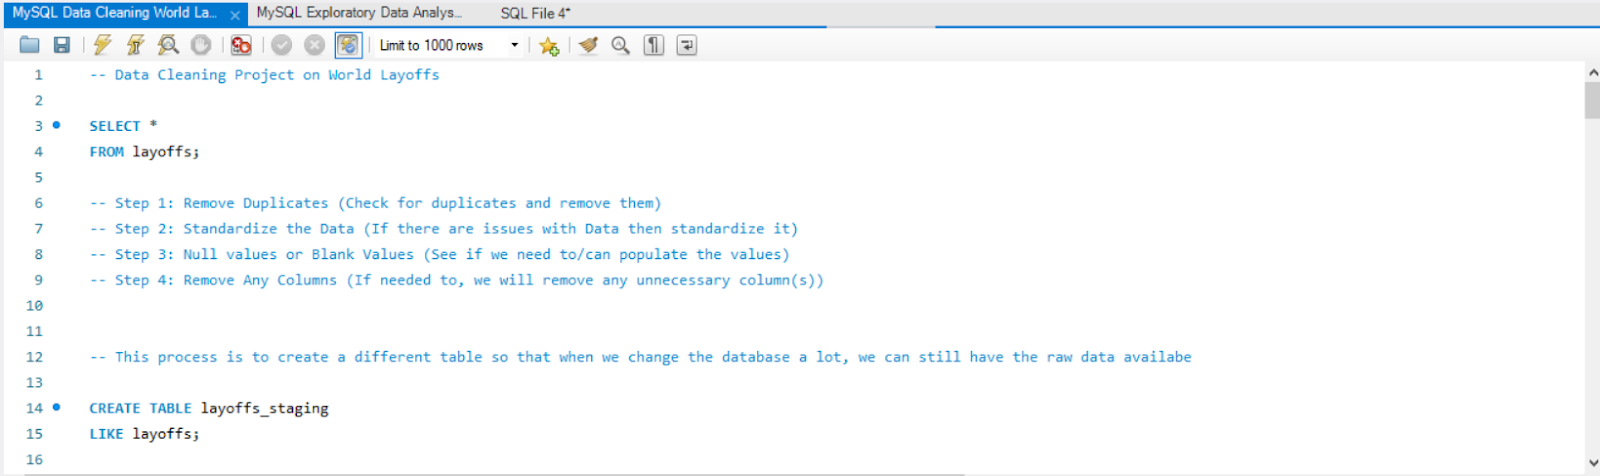 MySQL Data Cleaning World La... MySQL Exploratory Data Analys... SQL File 4*
Limit to 1000 rows
1 -- Data Cleaning Project on World Layoffs
2
3 SELECT *
4 FROM layoffs;
5
6 -- Step 1: Remove Duplicates (Check for duplicates and remove them)
7 -- Step 2: Standardize the Data (If there are issues with Data then standardize it)
8 -- Step 3: Null values or Blank Values (See if we need to/can populate the values)
9 -- Step 4: Remove Any Columns (If needed to, we will remove any unnecessary column(s))
10
11
12 -- This process is to create a different table so that when we change the database a lot, we can still have the raw data availabe
13
14 CREATE TABLE layoffs_staging
15 LIKE layoffs;
16